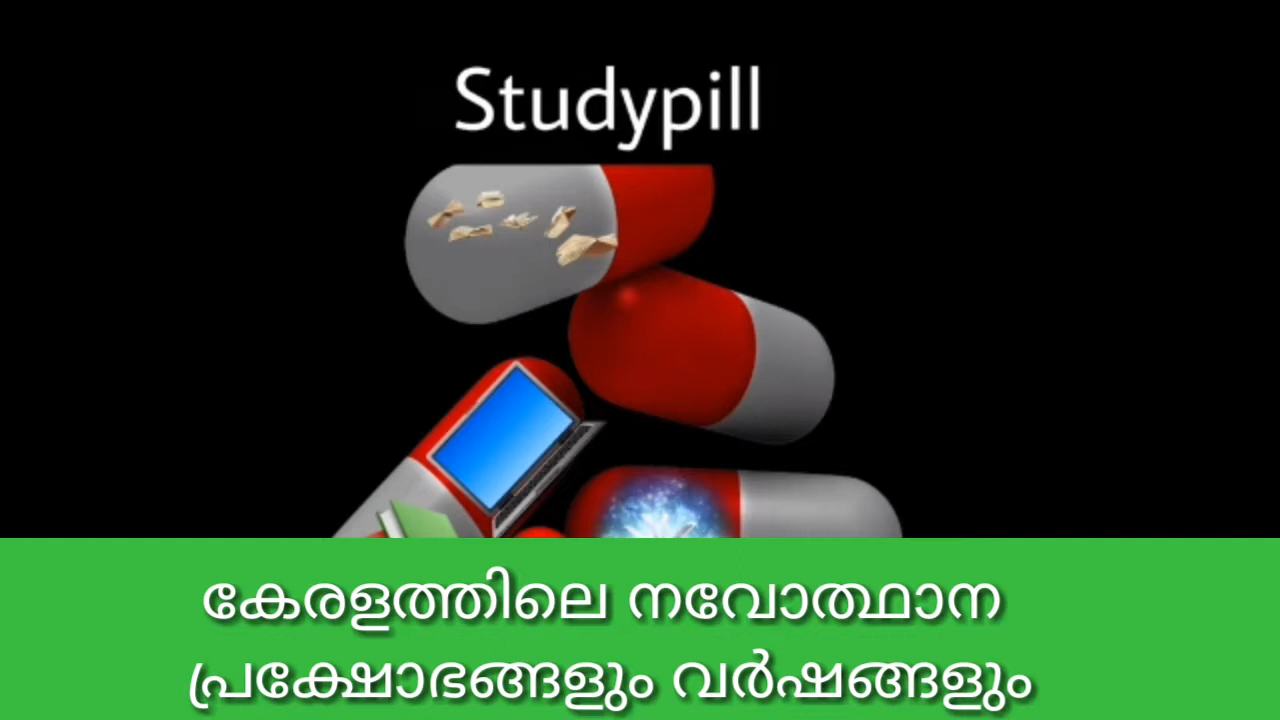 Studypill
കേരളത്തിലെ നവോത്ഥാന
പ്രക്ഷോഭങ്ങളും വർഷങ്ങളും